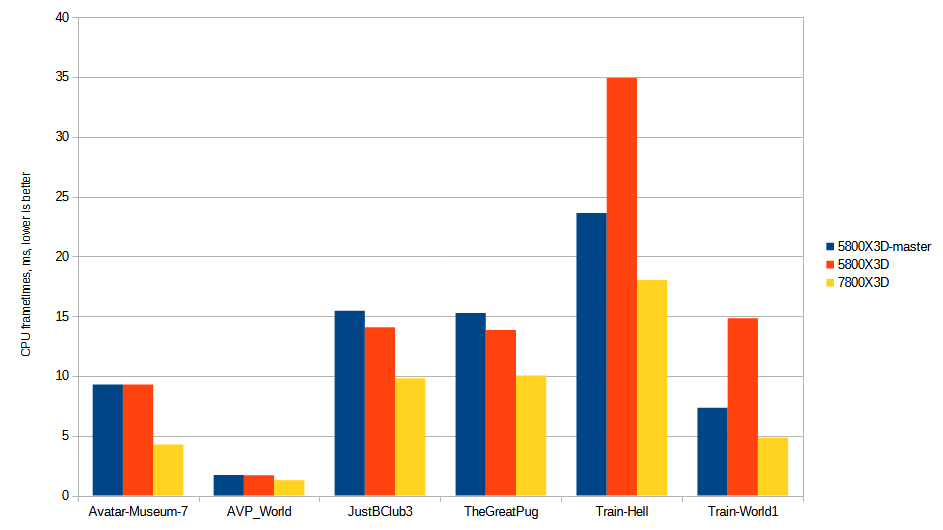 40
35
30
25
20
15
10
5
0
CPU frametimes, ms, lower is better
Avatar-Museum-7
AVP_World
JustBClub3
TheGreatPug
Train-Hell
Train-World1
5800X3D-master
5800X3D
7800X3D